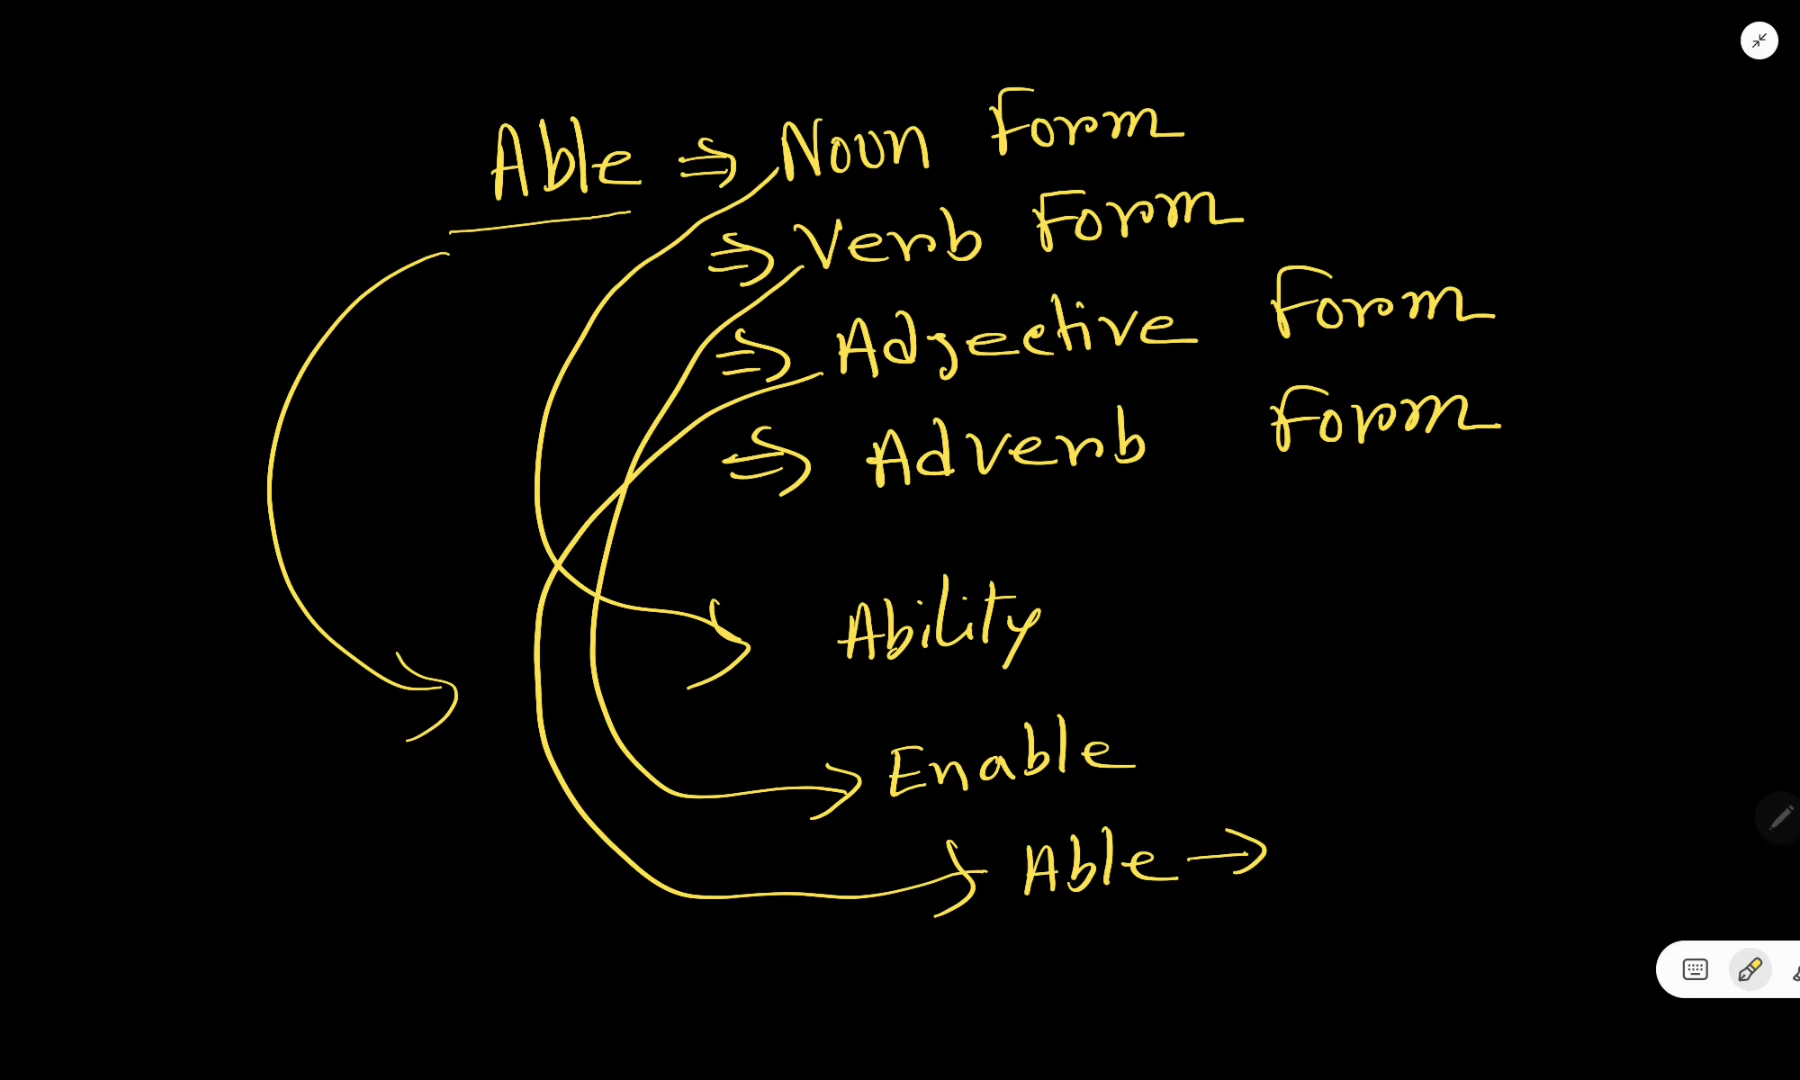 Able ⇒ Noun Form
⇒ Verb Form
⇒ Adjective Form
⇒ Adverb Form
Ability
Enable
Able →